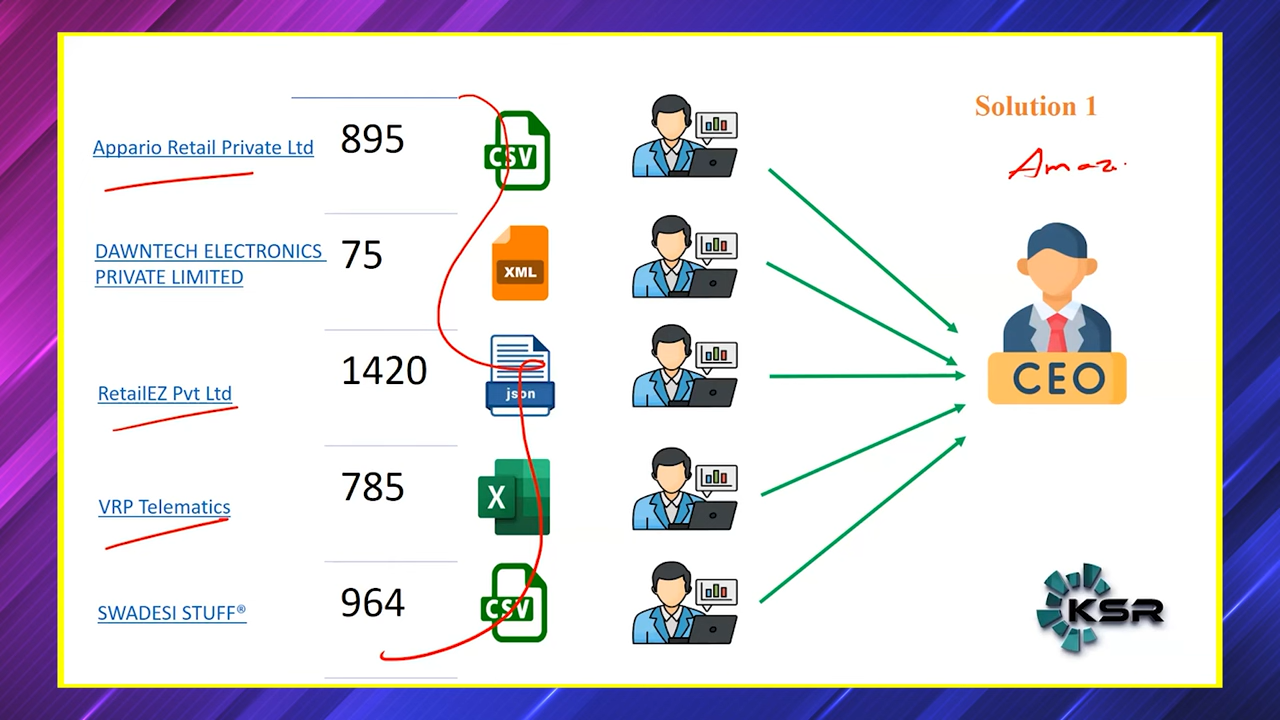 Solution 1
Appario Retail Private Ltd
895
CSV
DAWNTECH ELECTRONICS
PRIVATE LIMITED
75
XML
RetailEZ Pvt Ltd
1420
json
VRP Telematics
785
X
SWADESI STUFF®
964
CSV
Amaz
CEO
KSR